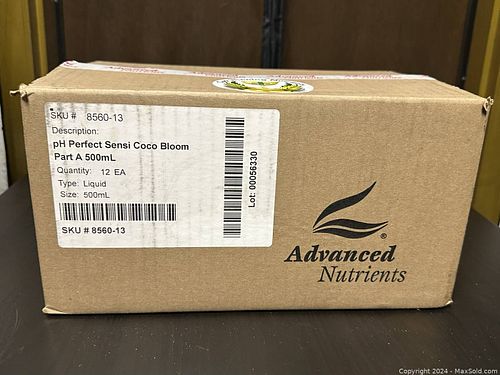 SKU # 8560-13
Description:
pH Perfect Sensi Coco Bloom
Part A 500mL
Quantity: 12 EA
Type: Liquid
Size: 500mL
SKU # 8560-13
Lot: 00056330
Advanced
Nutrients
®
Copyright © 2024 - MaxSold.com